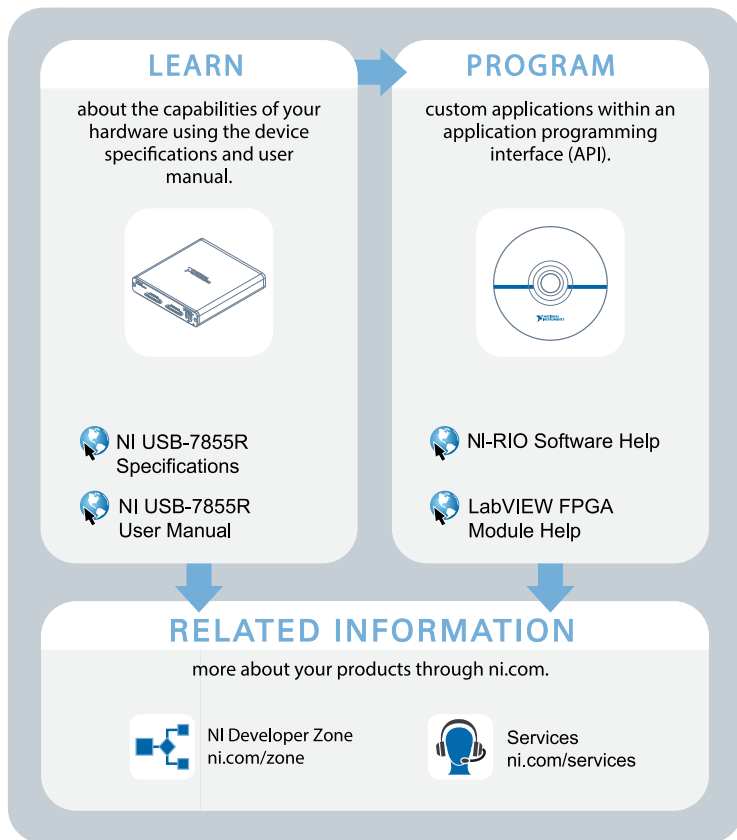 LEARN
about the capabilities of your
hardware using the device
specifications and user
manual.
NI USB-7855R
Specifications
NI USB-7855R
User Manual
PROGRAM
custom applications within an
application programming
interface (API).
NATIONAL
INSTRUMENTS
NI-RIO Software Help
LabVIEW FPGA
Module Help
RELATED INFORMATION
more about your products through ni.com.
NI Developer Zone
ni.com/zone
Services
ni.com/services